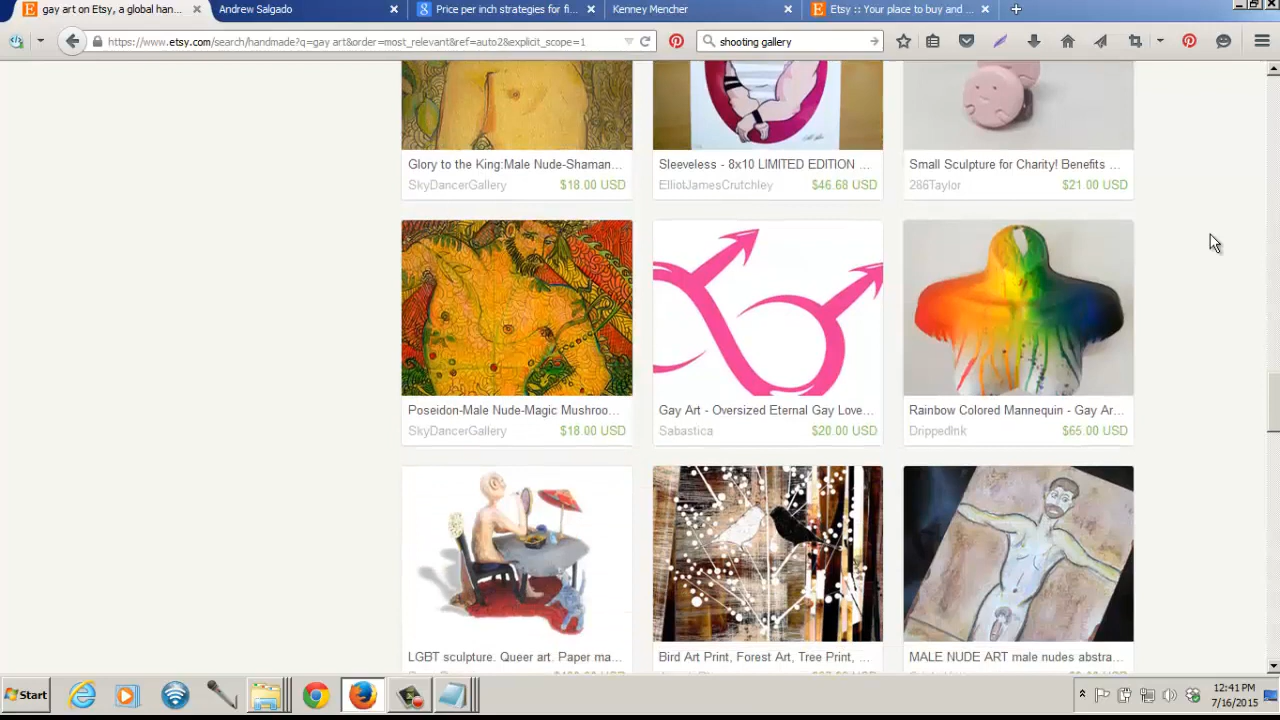 gay art on Etsy, a global han...
Andrew Salgado
Price per inch strategies for fi...
Kenney Mencher
Etsy :: Your place to buy and ...
https://www.etsy.com/search/handmade?q=gay art&order=most_relevant&ref=auto2&explicit_scope=1
shooting gallery
Glory to the King:Male Nude-Shaman...
Sleeveless - 8x10 LIMITED EDITION ...
Small Sculpture for Charity! Benefits ...
SkyDancerGallery $18.00 USD
ElliotJamesCrutchley $46.68 USD
286Taylor $21.00 USD
Poseidon-Male Nude-Magic Mushroo...
Gay Art - Oversized Eternal Gay Love...
Rainbow Colored Mannequin - Gay Ar...
SkyDancerGallery $18.00 USD
Sabastica $20.00 USD
DrippedInk $65.00 USD
LGBT sculpture. Queer art. Paper ma...
Bird Art Print, Forest Art, Tree Print, ...
MALE NUDE ART male nudes abstra...
Start
12:41 PM
7/16/2015